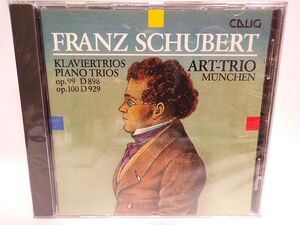 CALIG
FRANZ SCHUBERT
KLAVIERTRIOS
PIANO TRIOS
op.99 D 898
op.100 D 929
ART-TRIO
MÜNCHEN